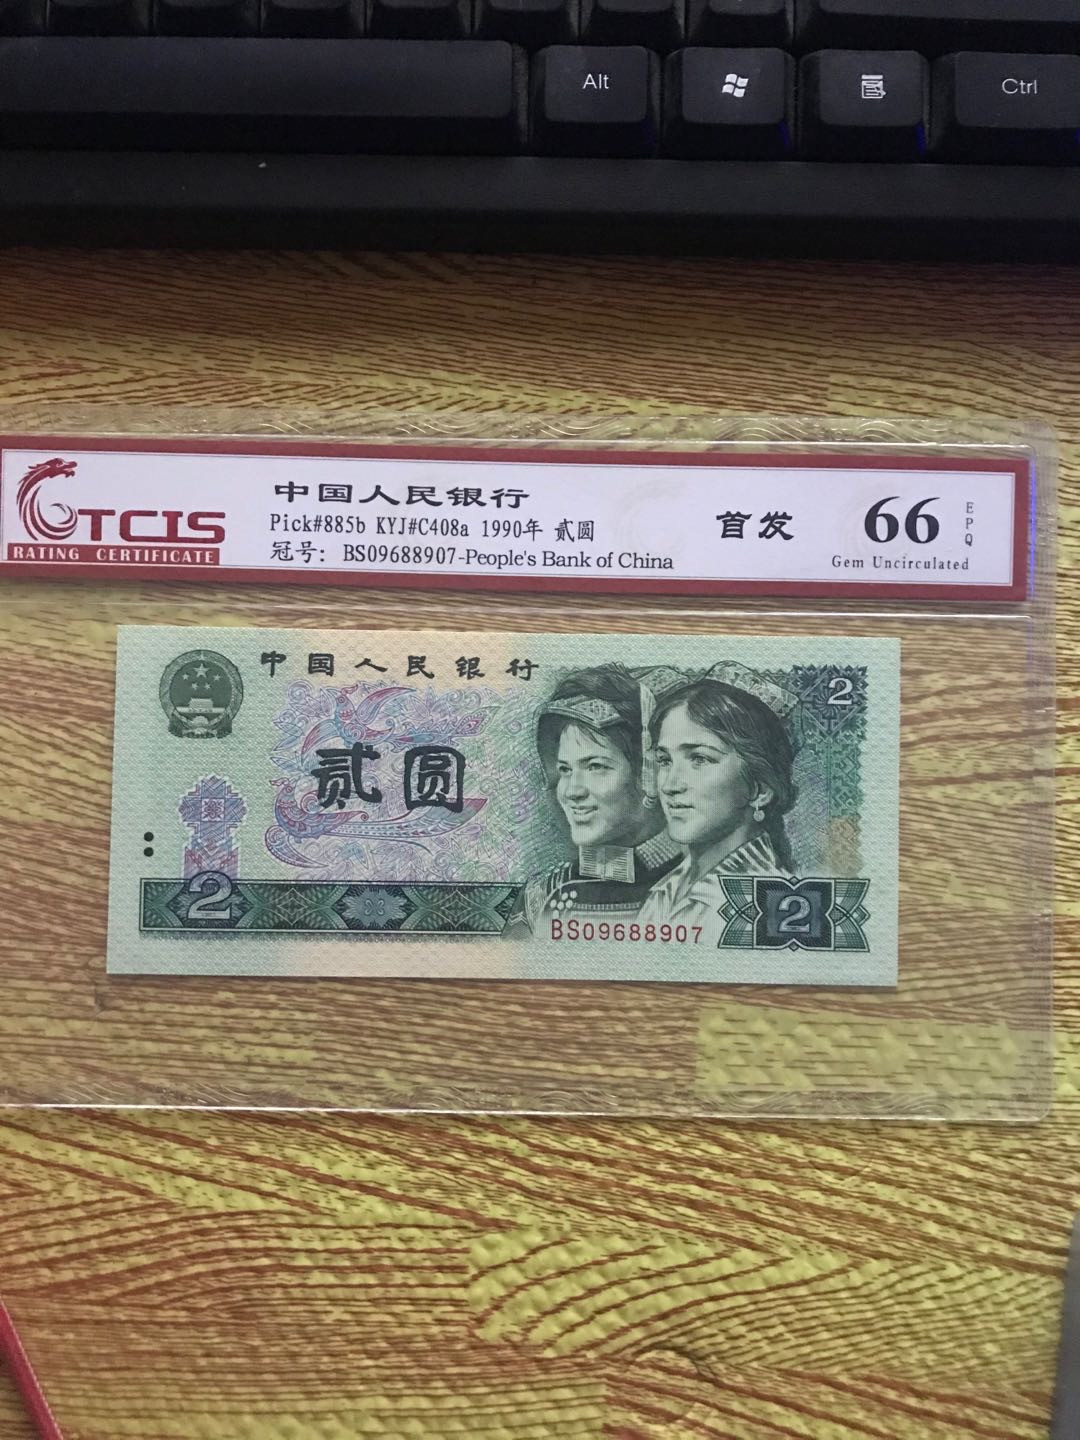 Alt
Ctrl
TCIS
RATING CERTIFICATE
中国人民银行
Pick#885b KYJ#C408a 1990年 贰圆
冠号: BS09688907-People's Bank of China
首发
66
EPQ
Gem Uncirculated
中国人民银行
2
贰圆
2
BS09688907
2